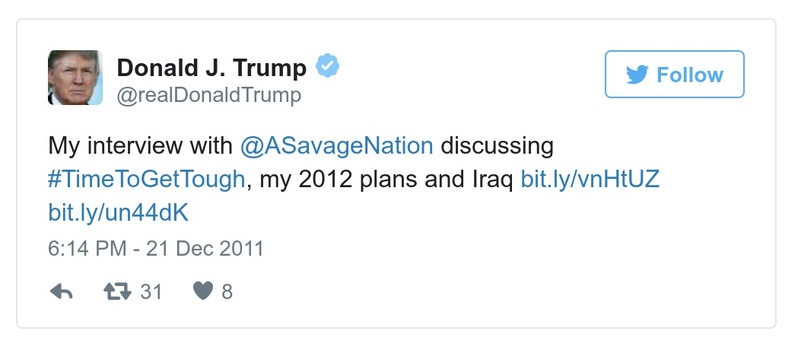 Donald J. Trump
@realDonaldTrump
Follow
My interview with @ASavageNation discussing
#TimeToGetTough, my 2012 plans and Iraq bit.ly/vnHtUZ
bit.ly/un44dK
6:14 PM - 21 Dec 2011
31 8